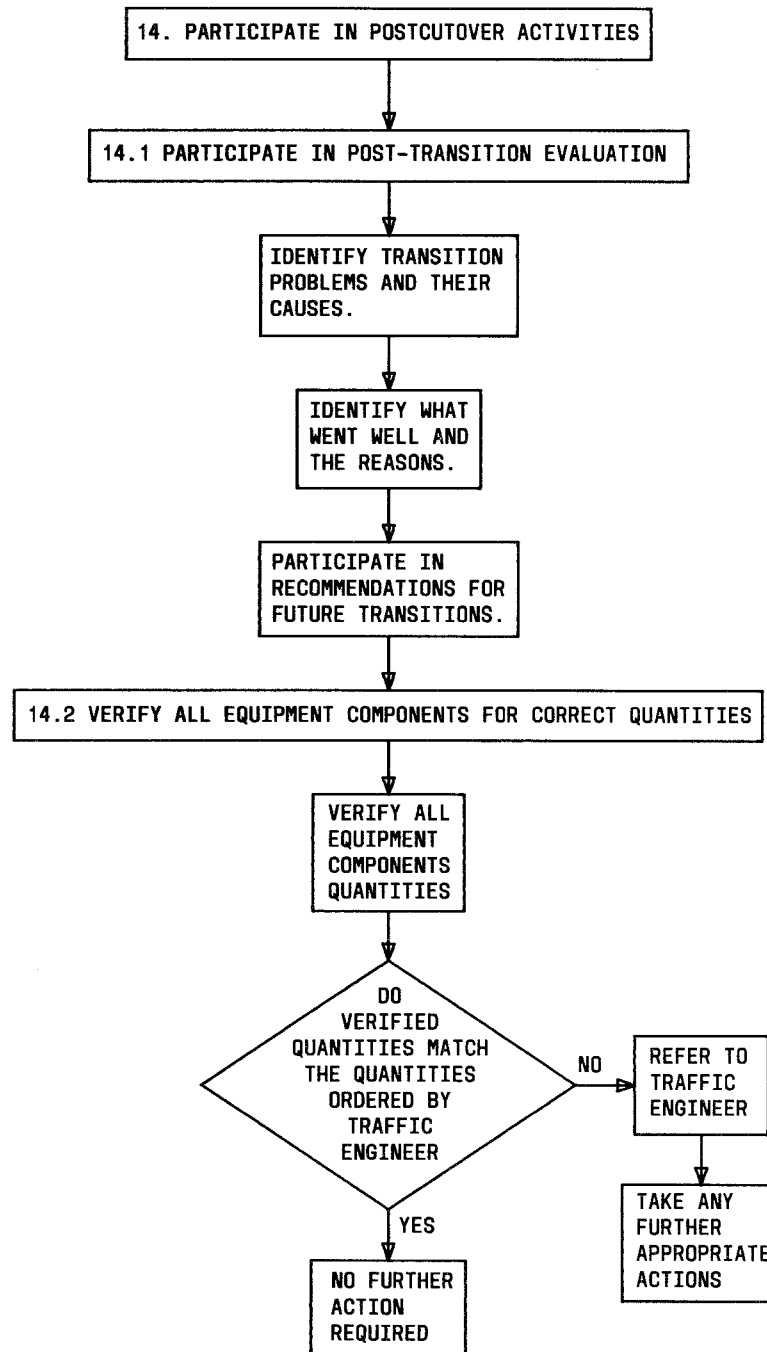 14. PARTICIPATE IN POSTCUTOVER ACTIVITIES
14.1 PARTICIPATE IN POST-TRANSITION EVALUATION
IDENTIFY TRANSITION
PROBLEMS AND THEIR
CAUSES.
IDENTIFY WHAT
WENT WELL AND
THE REASONS.
PARTICIPATE IN
RECOMMENDATIONS FOR
FUTURE TRANSITIONS.
14.2 VERIFY ALL EQUIPMENT COMPONENTS FOR CORRECT QUANTITIES
VERIFY ALL
EQUIPMENT
COMPONENTS
QUANTITIES
DO
VERIFIED
QUANTITIES MATCH
THE QUANTITIES
ORDERED BY
TRAFFIC
ENGINEER
NO
REFER TO
TRAFFIC
ENGINEER
TAKE ANY
FURTHER
APPROPRIATE
ACTIONS
YES
NO FURTHER
ACTION
REQUIRED